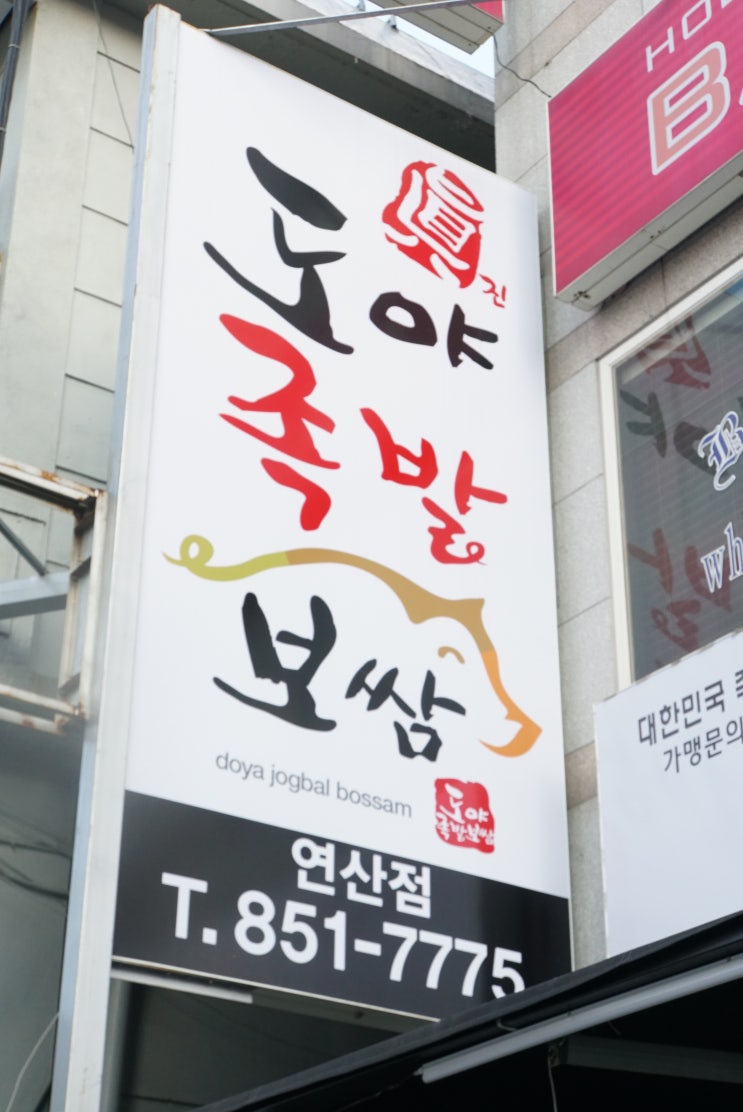 眞
진
도야
족발
보쌈
doya jogbal bossam
도야
족발·보쌈
연산점
T. 851-7775
대한민국
가맹문의